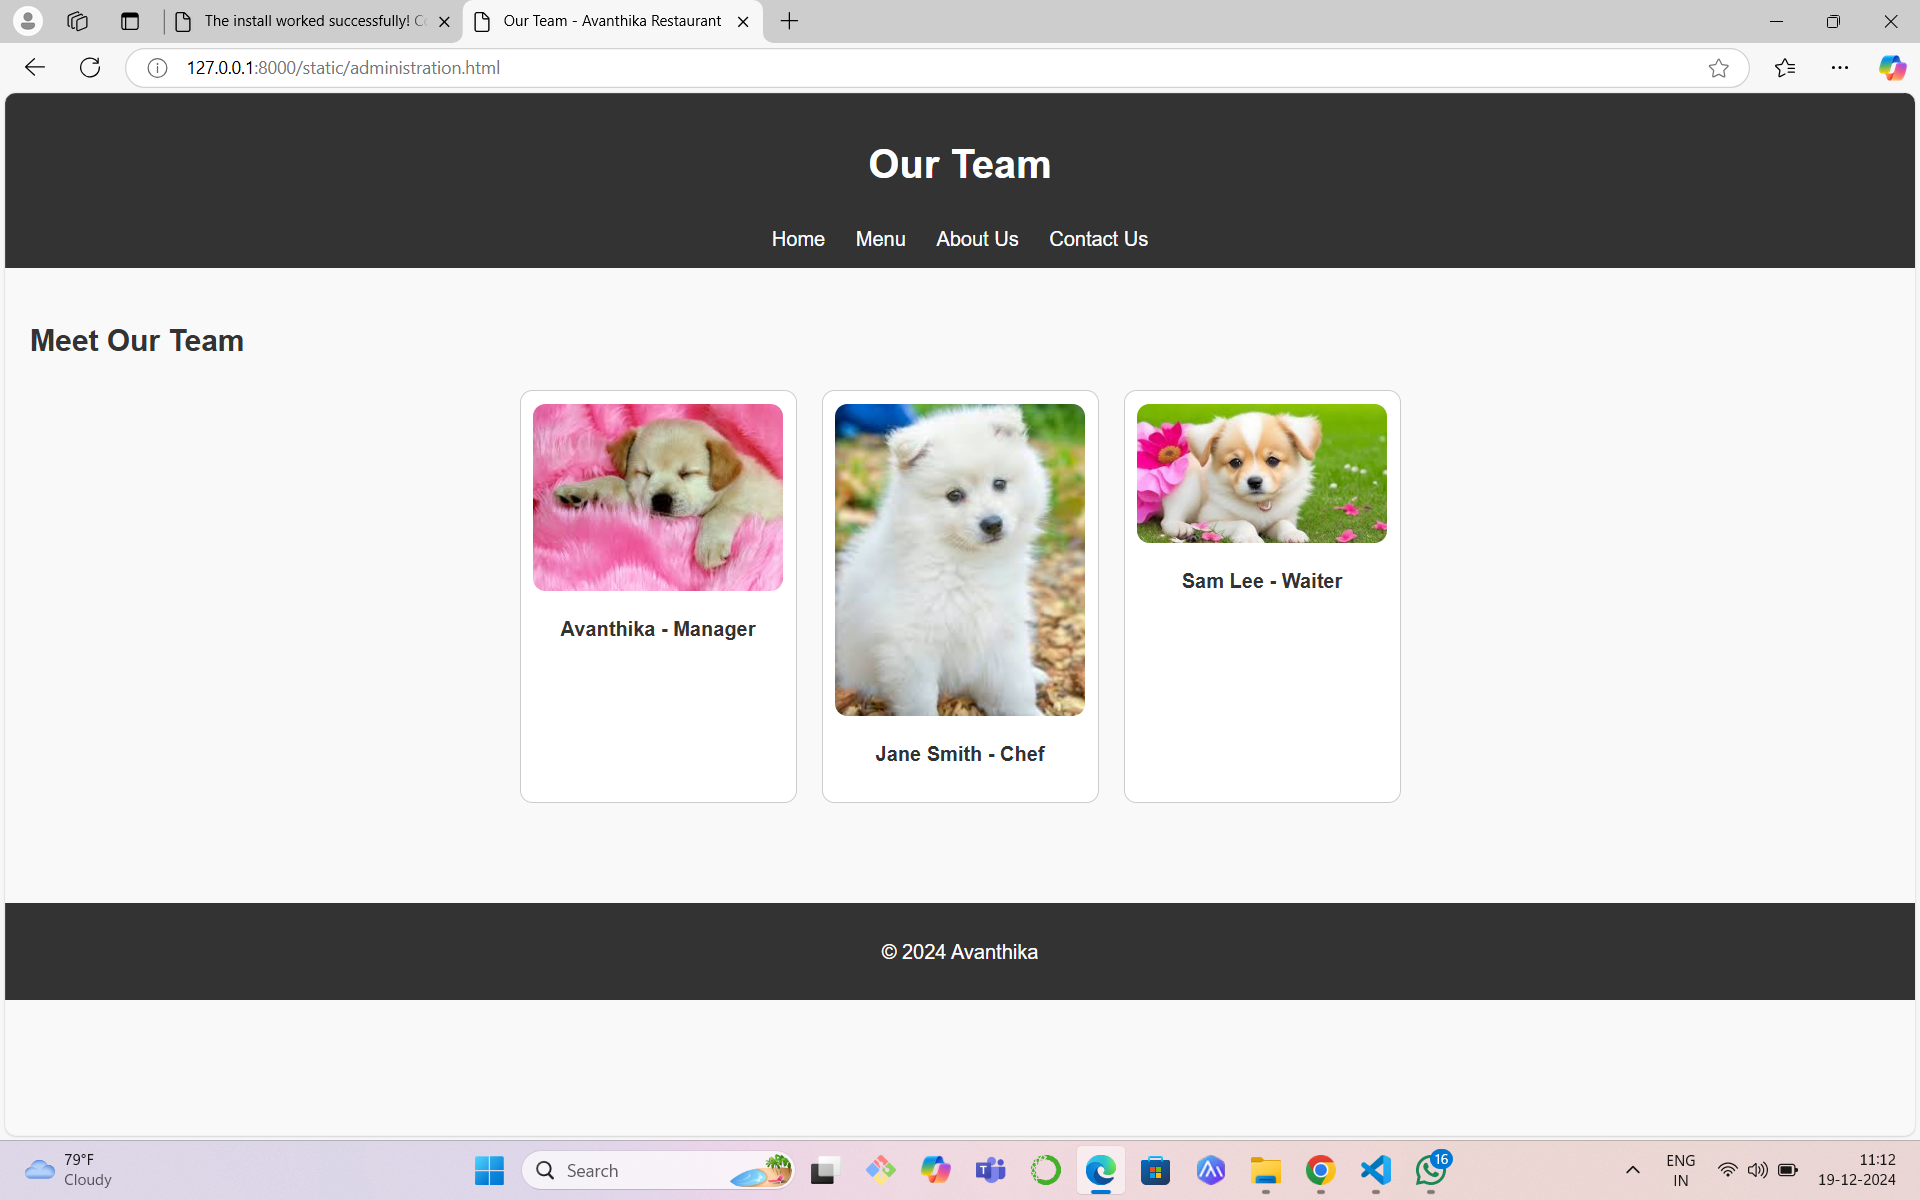 The install worked successfully! Co
Our Team - Avanthika Restaurant
127.0.0.1:8000/static/administration.html
Our Team
Home Menu About Us Contact Us
Meet Our Team
Avanthika - Manager
Jane Smith - Chef
Sam Lee - Waiter
© 2024 Avanthika
79°F
Cloudy
Search
16
ENG
IN
11:12
19-12-2024